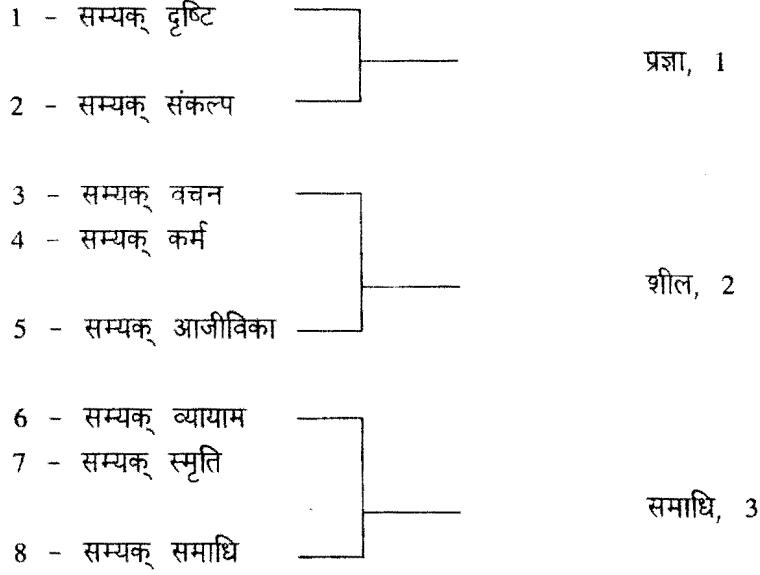 1 - सम्यक् दृष्टि
प्रज्ञा, 1
2 - सम्यक् संकल्प
3 - सम्यक् वचन
4 - सम्यक् कर्म
शील, 2
5 - सम्यक् आजीविका
6 - सम्यक् व्यायाम
7 - सम्यक् स्मृति
समाधि, 3
8 - सम्यक् समाधि